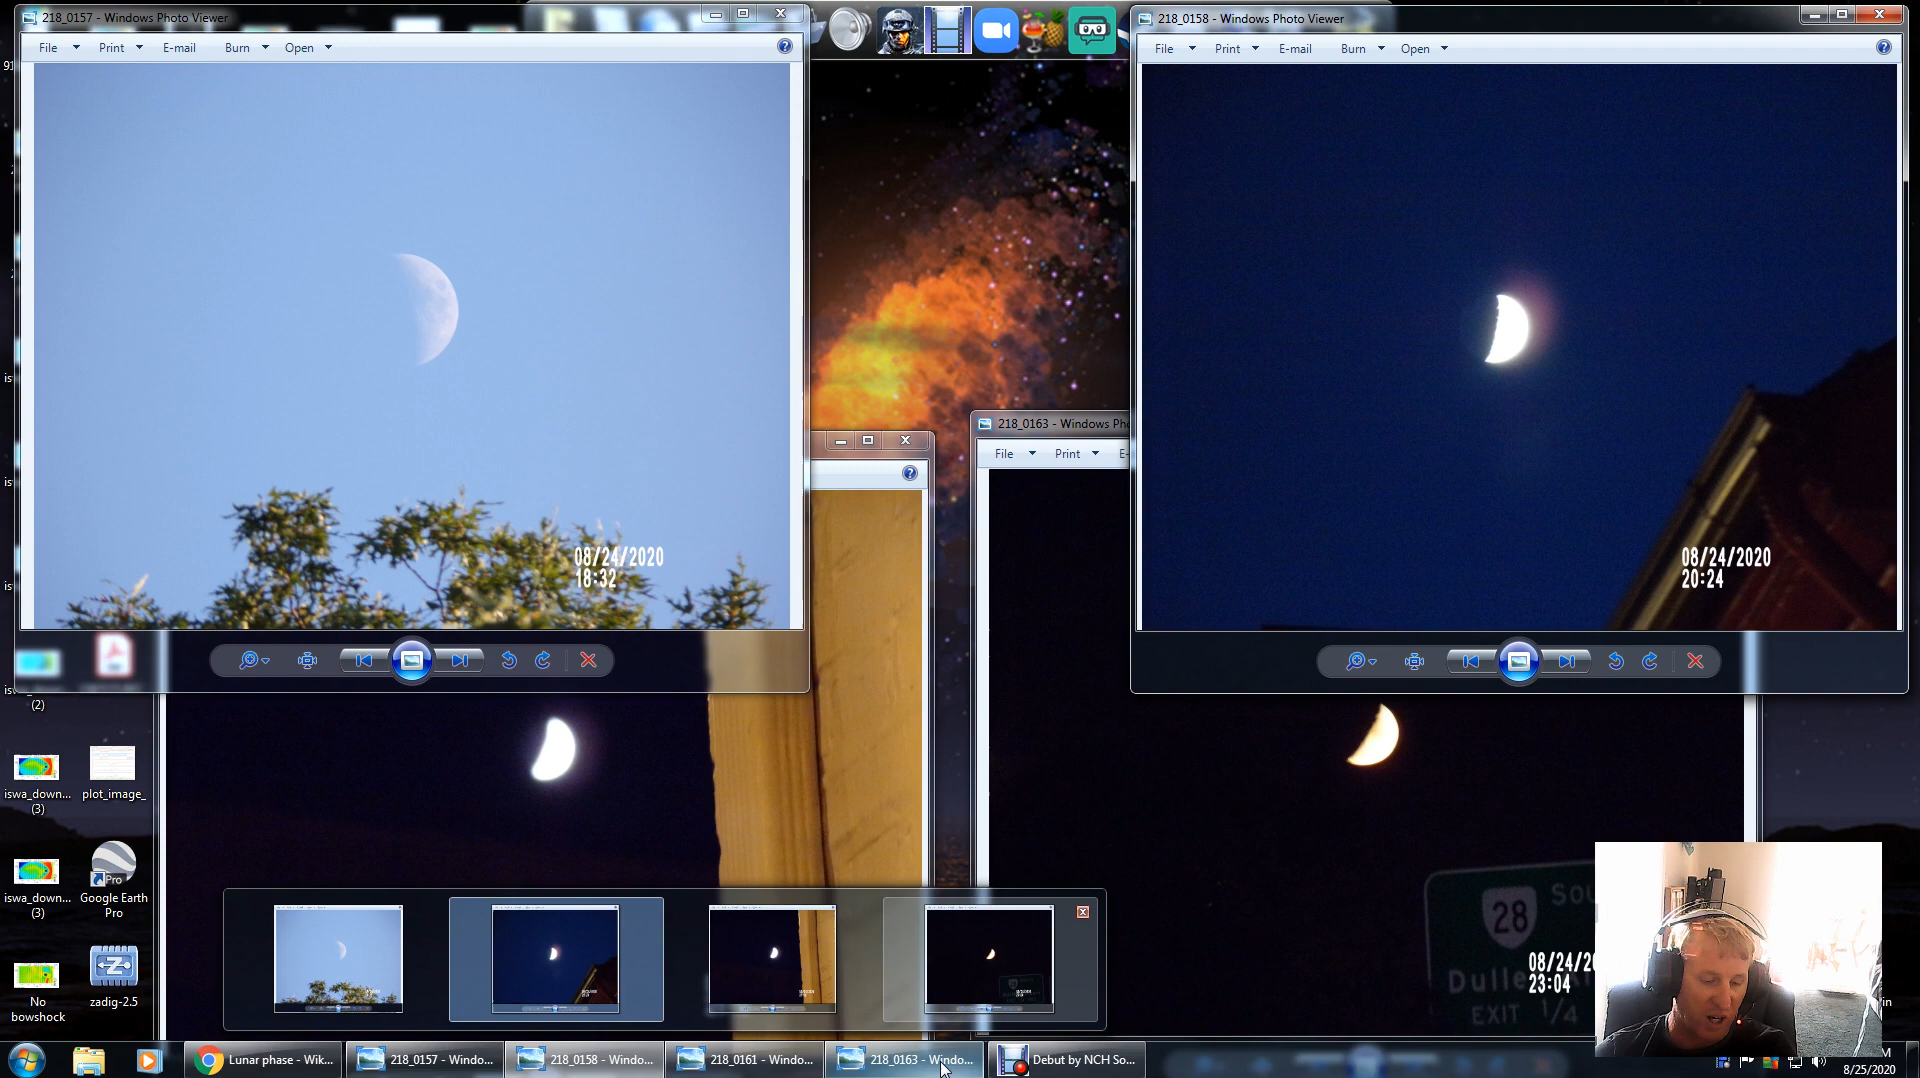 218_0157 - Windows Photo Viewer
File Print E-mail Burn Open
08/24/2020
18:32
218_0158 - Windows Photo Viewer
File Print E-mail Burn Open
08/24/2020
20:24
218_0163 - Windows Pho
File Print E-
28
Sou
Dulle
EXIT 1/4
08/24/20
23:04
(2)
iswa_down...
(3)
plot_image_
iswa_down...
(3)
Google Earth
Pro
No
bowshock
zadig-2.5
Lunar phase - Wik...
218_0157 - Windo...
218_0158 - Windo...
218_0161 - Windo...
218_0163 - Windo...
Debut by NCH So...
8/25/2020